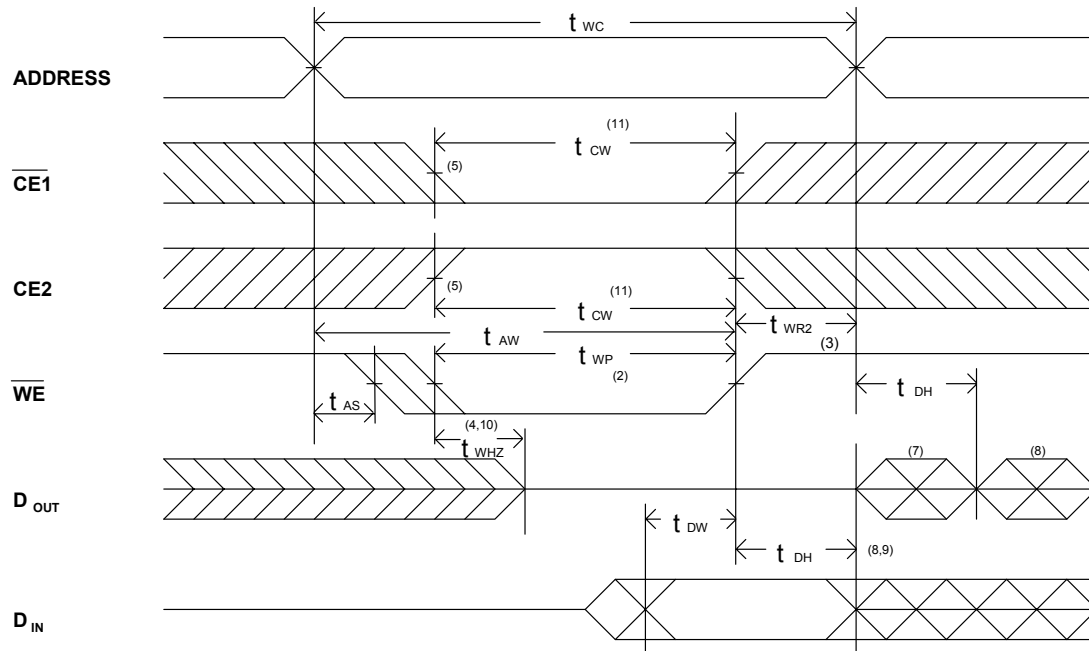 t WC
ADDRESS
(11)
t CW
CE1
(5)
CE2
(5)
(11)
t CW
t WR2
t AW
(3)
t WP
(2)
WE
t DH
t AS
(4,10)
t WHZ
(7)
(8)
D OUT
t DW
t DH
(8,9)
D IN